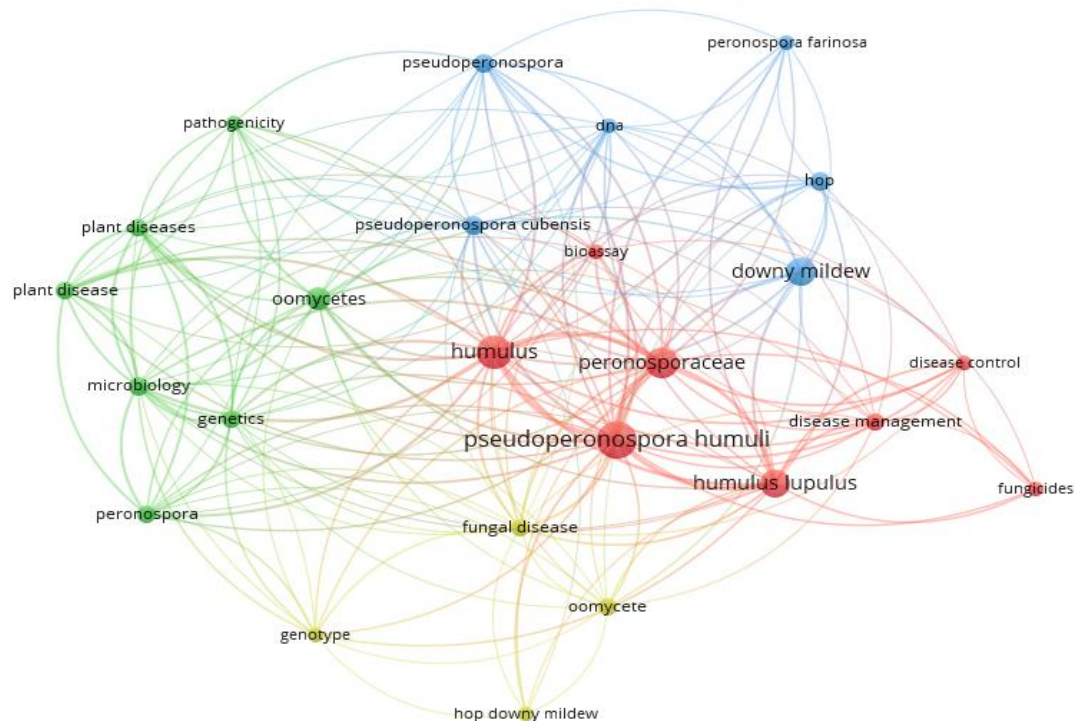 peronospora farinosa
pseudoperonospora
pathogenicity
dna
hop
plant diseases
pseudoperonospora cubensis
bioassay
downy mildew
plant disease
oomycetes
humulus
peronosporaceae
disease control
microbiology
genetics
disease management
pseudoperonospora humuli
humulus lupulus
fungicides
peronospora
fungal disease
oomycete
genotype
hop downy mildew